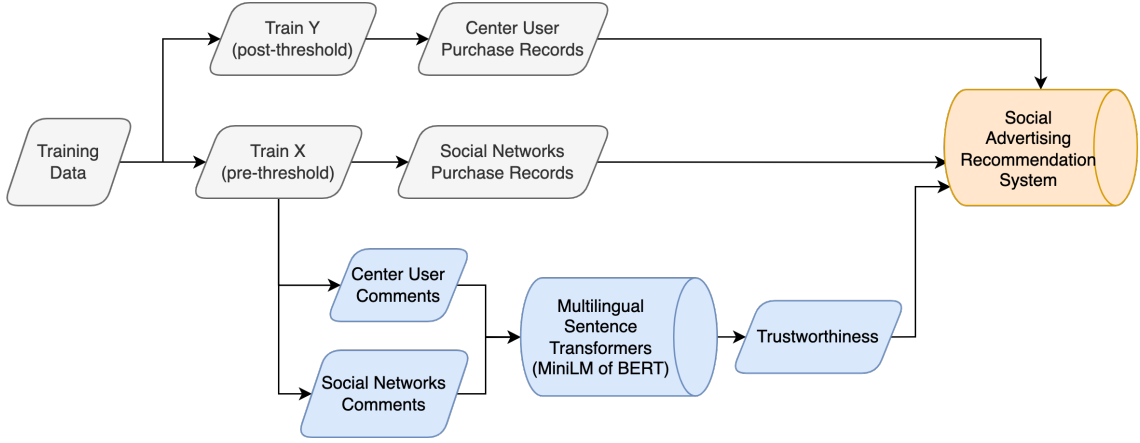 Train Y
(post-threshold)
Center User
Purchase Records
Training
Data
Train X
(pre-threshold)
Social Networks
Purchase Records
Social
Advertising
Recommendation
System
Center User
Comments
Social Networks
Comments
Multilingual
Sentence
Transformers
(MiniLM of BERT)
Trustworthiness